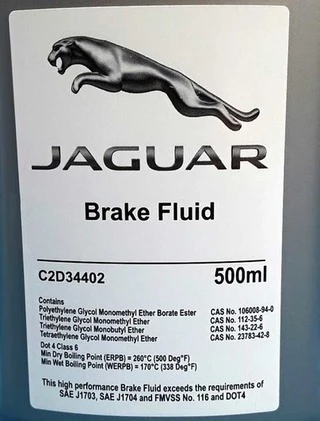 JAGUAR
Brake Fluid
C2D34402 500ml
Contains
Polyethylene Glycol Monomethyl Ether Borate Ester CAS No. 106008-94-0
Triethylene Glycol Monomethyl Ether CAS No. 112-35-6
Triethylene Glycol Monobutyl Ether CAS No. 143-22-6
Tetraethylene Glycol Monomethyl Ether CAS No. 23783-42-8
Dot 4 Class 6
Min Dry Boiling Point (ERPB) = 260°C (500 Deg°F)
Min Wet Boiling Point (WERPB) = 170°C (338 Deg°F)
This high performance Brake Fluid exceeds the requirements of
SAE J1703, SAE J1704 and FMVSS No. 116 and DOT4